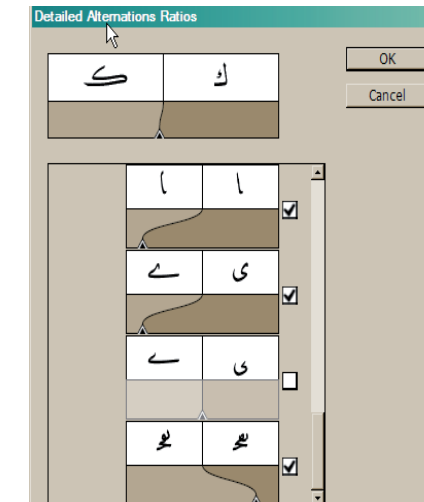 Detailed Alternations Ratios
ك ڪ
OK
Cancel
ا ا
ى ے
ى ے